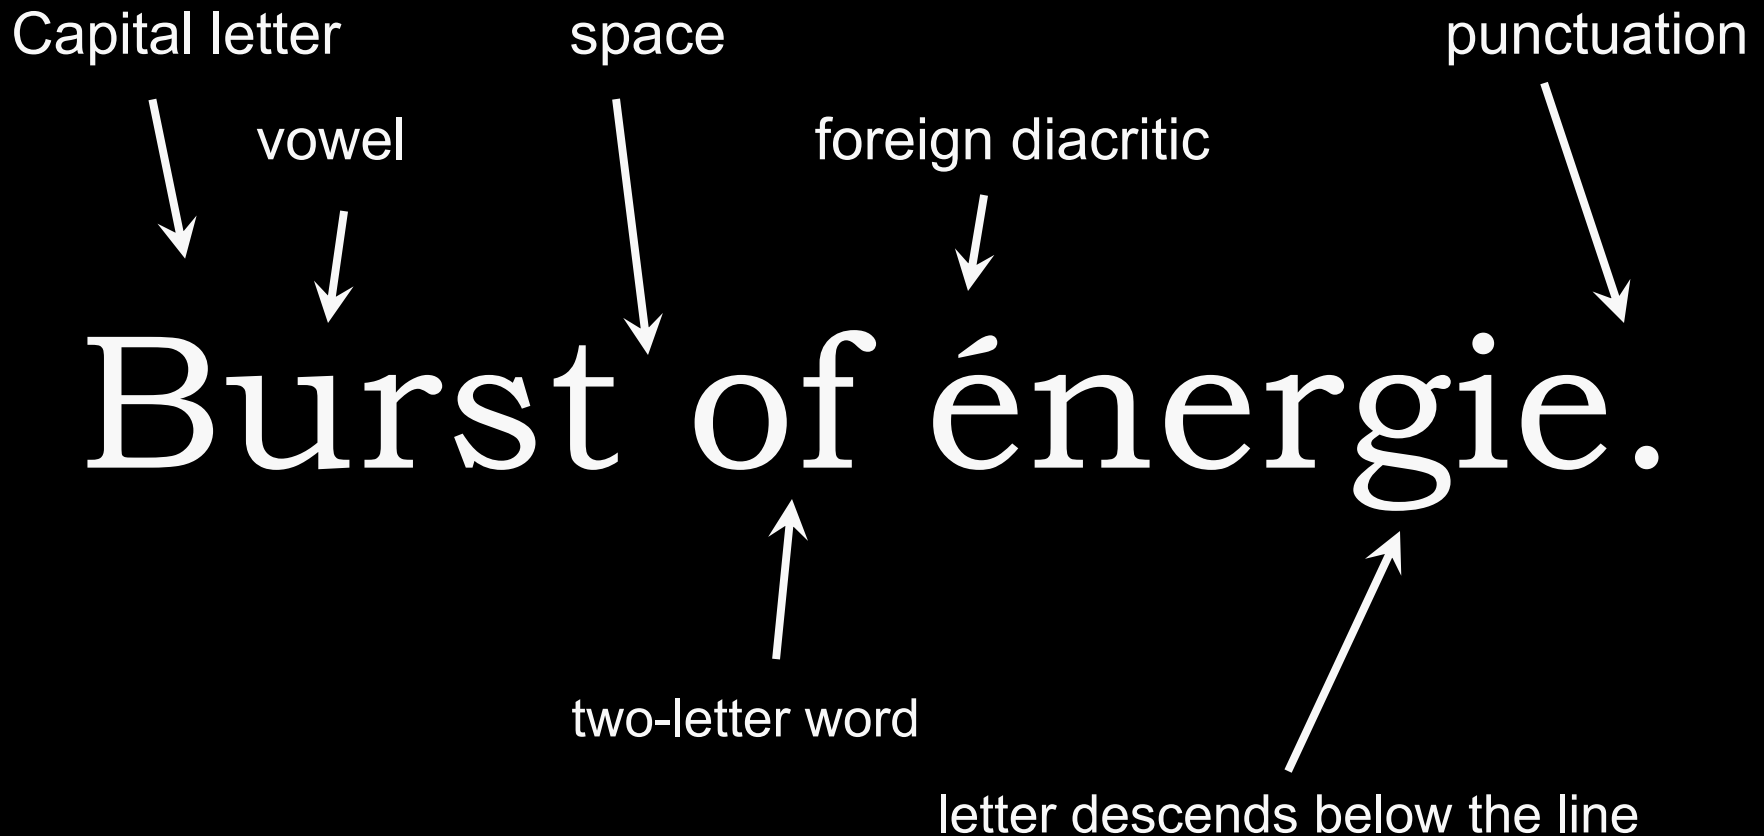 Capital letter space punctuation
vowel foreign diacritic
Burst of énergie.
two-letter word
letter descends below the line